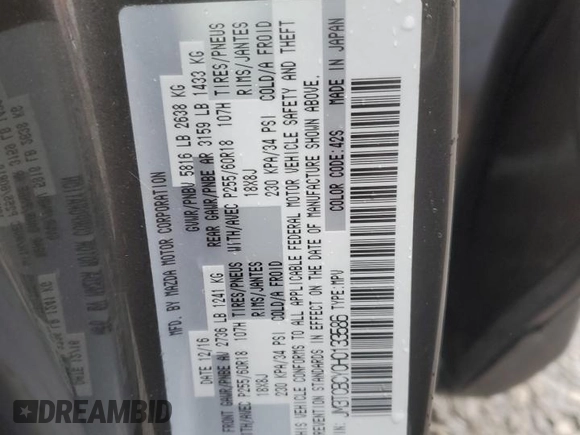 MFD. BY MAZDA MOTOR CORPORATION
DATE 12/16 GVWR/PNBV 5816 LB 2638 KG
FRONT GAWR/PNBE AV 2736 LB 1241 KG REAR GAWR/PNBE AR 3159 LB 1433 KG
WITH/AVEC P255/60R18 107H TIRES/PNEUS WITH/AVEC P255/60R18 107H TIRES/PNEUS
18X8J RIMS/JANTES 18X8J RIMS/JANTES
230 KPA/34 PSI COLD/A FROID 230 KPA/34 PSI COLD/A FROID
THIS VEHICLE CONFORMS TO ALL APPLICABLE FEDERAL MOTOR VEHICLE SAFETY AND THEFT
PREVENTION STANDARDS IN EFFECT ON THE DATE OF MANUFACTURE SHOWN ABOVE.
TYPE:MPV COLOR CODE:42S MADE IN JAPAN
AUTOBIDMASTER